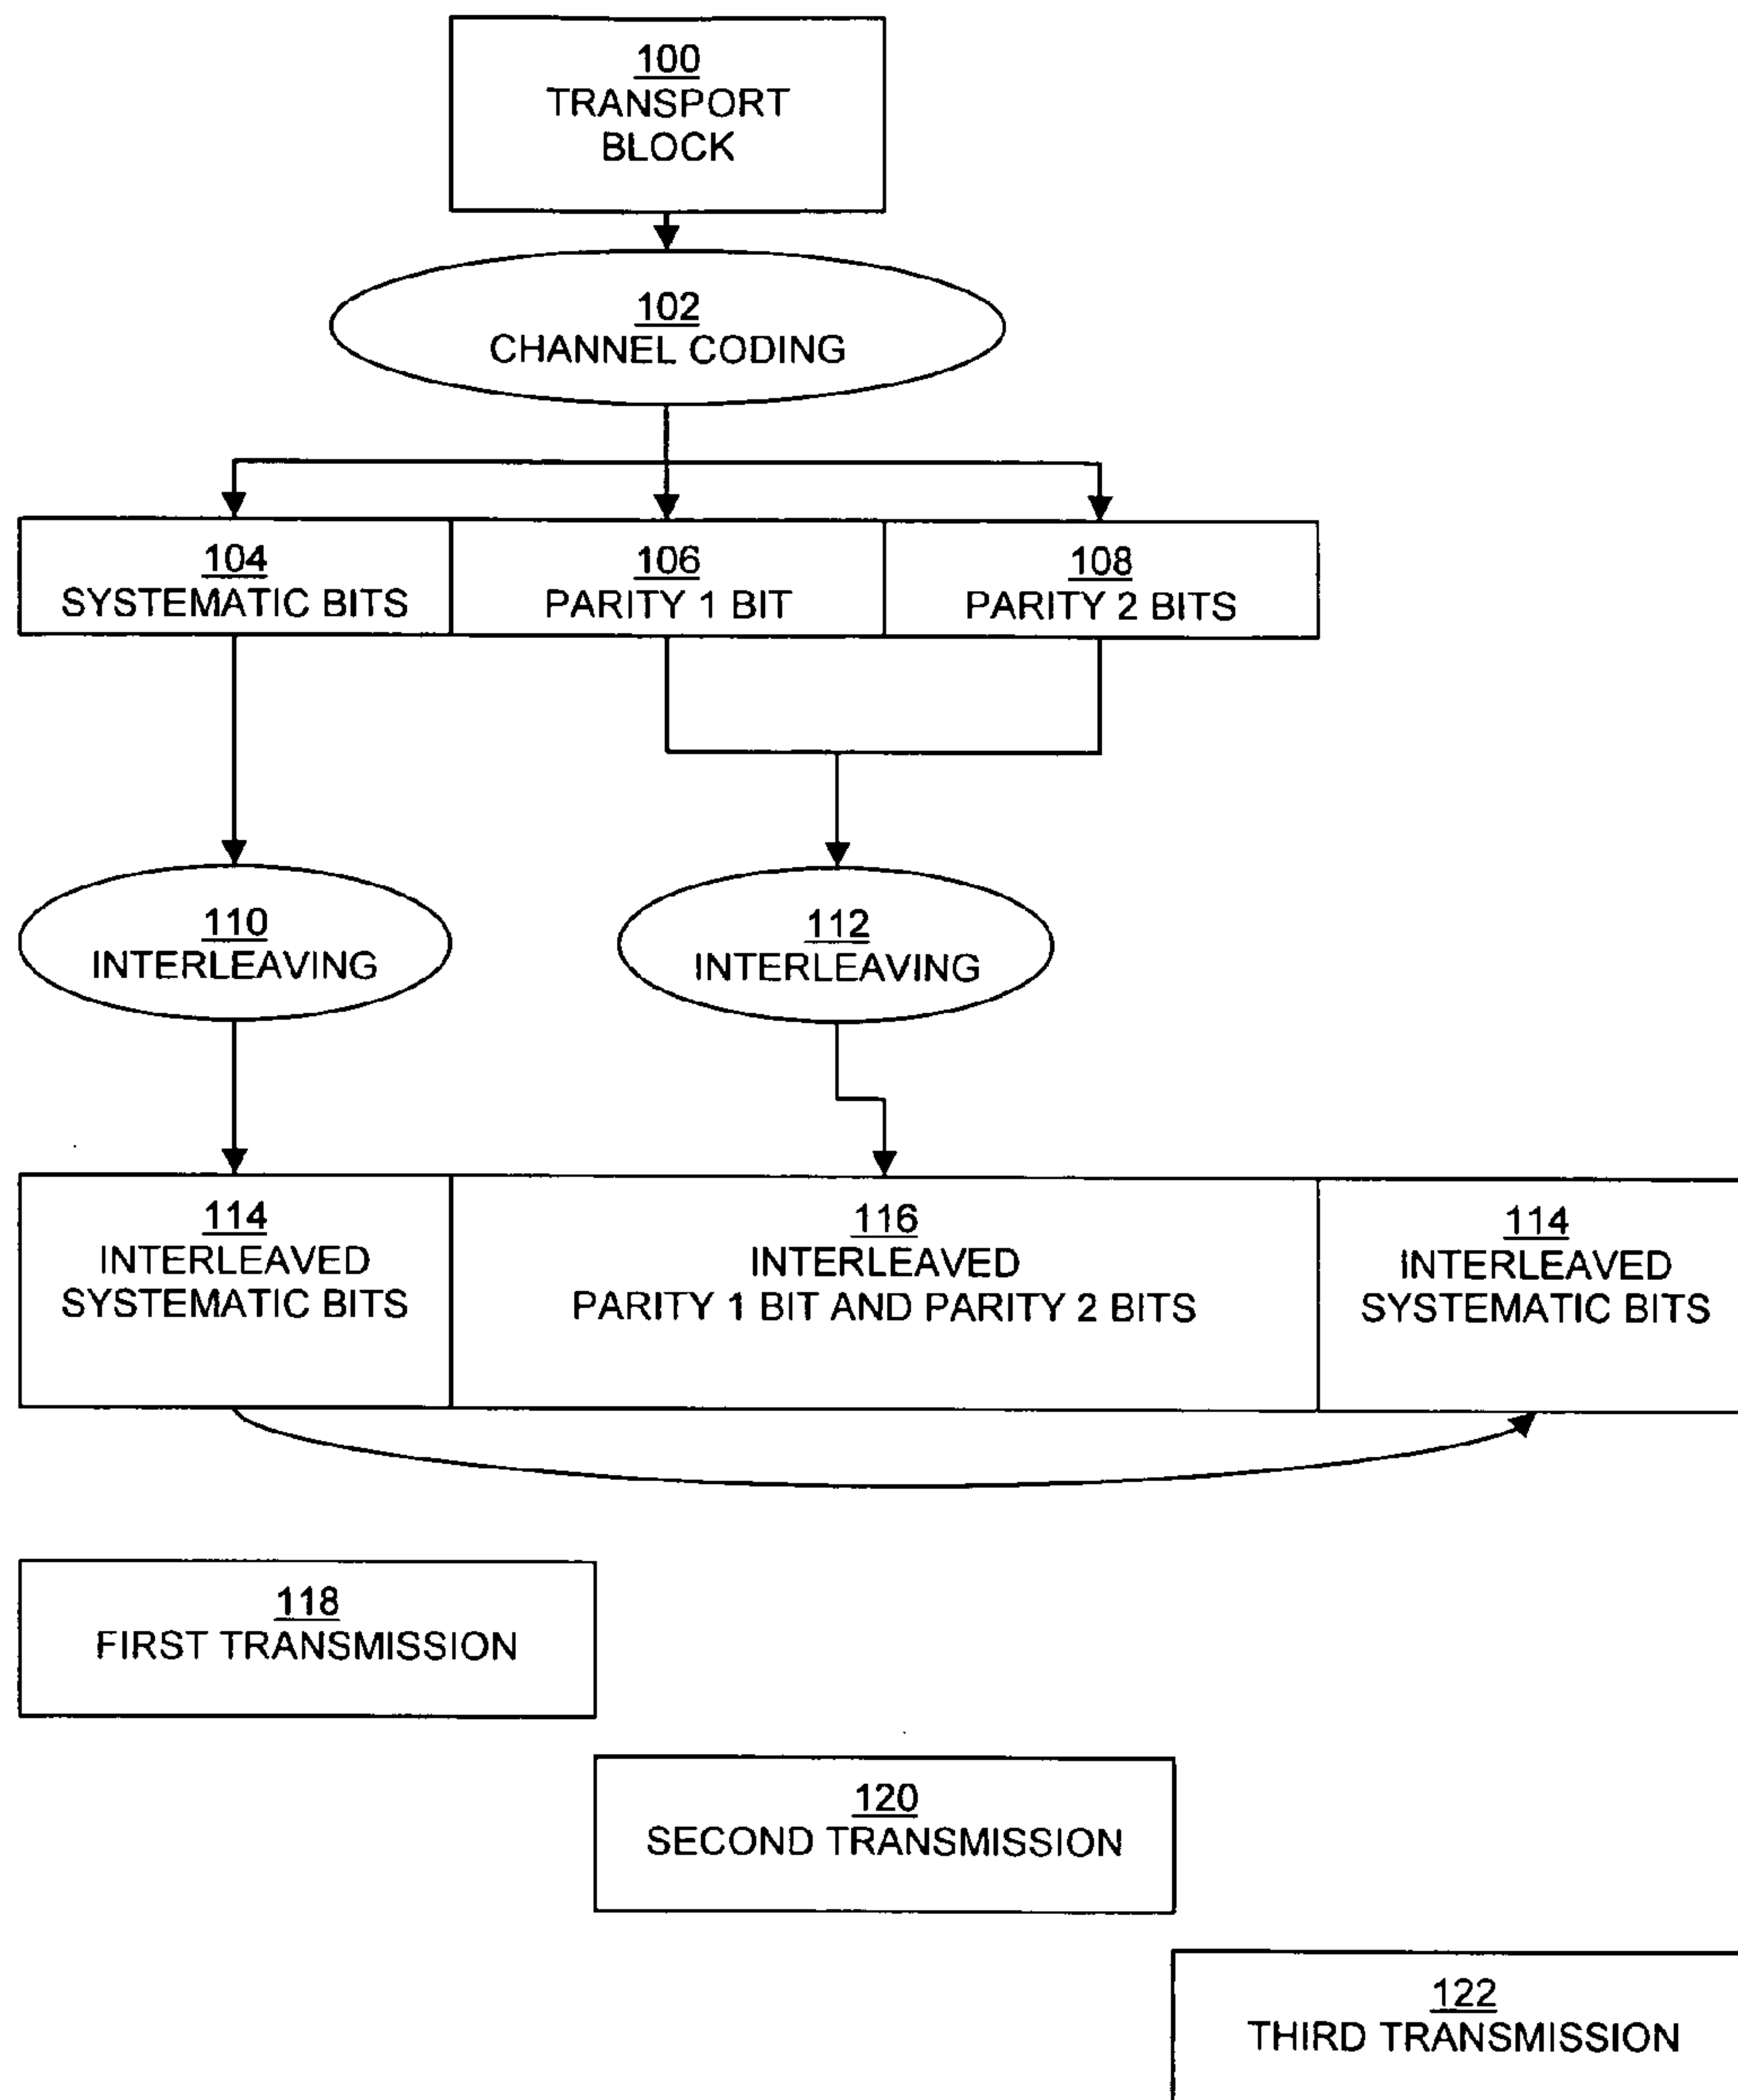 100
TRANSPORT
BLOCK
102
CHANNEL CODING
104
SYSTEMATIC BITS
106
PARITY 1 BIT
108
PARITY 2 BITS
110
INTERLEAVING
112
INTERLEAVING
114
INTERLEAVED
SYSTEMATIC BITS
116
INTERLEAVED
PARITY 1 BIT AND PARITY 2 BITS
114
INTERLEAVED
SYSTEMATIC BITS
118
FIRST TRANSMISSION
120
SECOND TRANSMISSION
122
THIRD TRANSMISSION